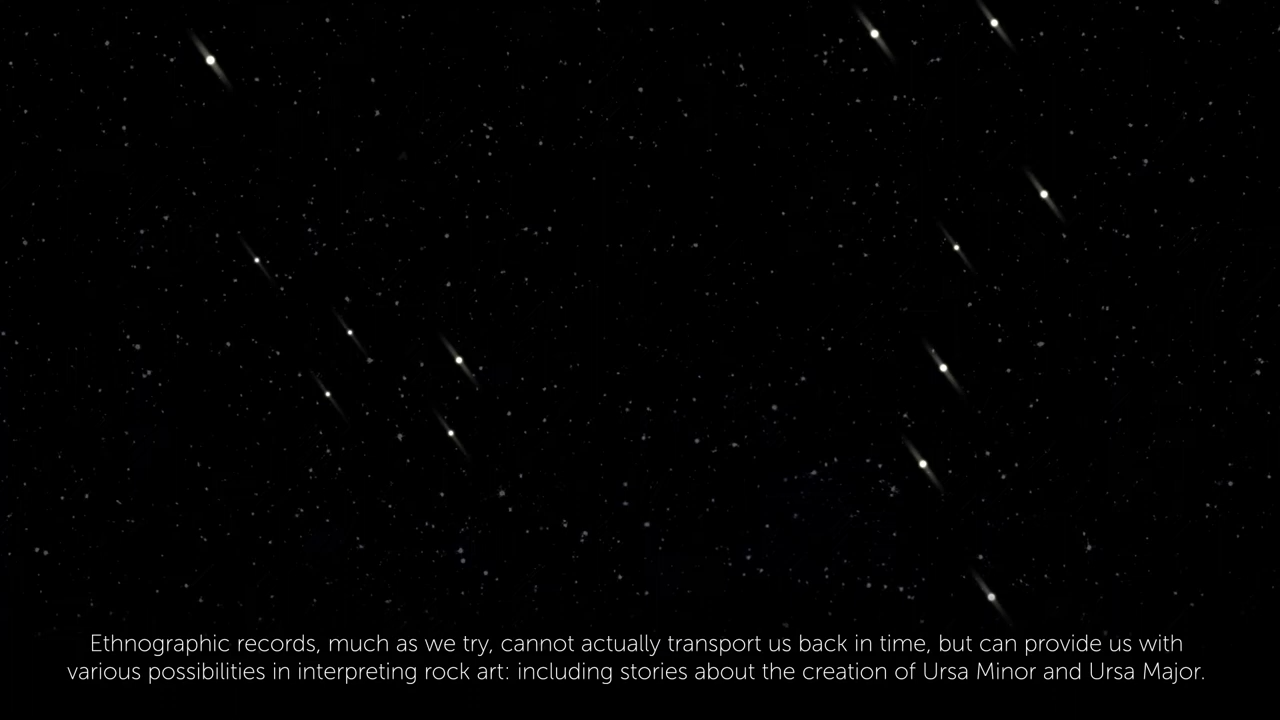 Ethnographic records, much as we try, cannot actually transport us back in time, but can provide us with
various possibilities in interpreting rock art: including stories about the creation of Ursa Minor and Ursa Major.